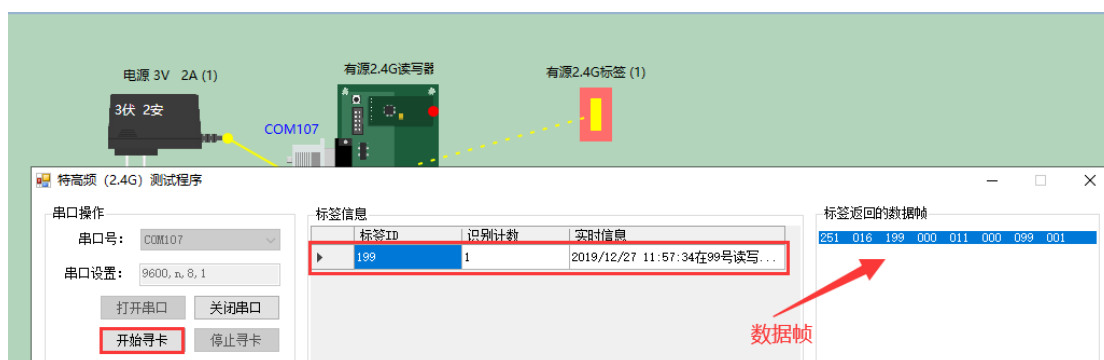 电源 3V 2A (1)
有源2.4G读写器
有源2.4G标签 (1)
3伏 2安
COM107
特高频 (2.4G) 测试程序
串口操作
标签信息
标签返回的数据帧
串口号: COM107
标签ID 识别计数 实时信息
251 016 199 000 011 000 099 001
199 1 2019/12/27 11:57:34在99号读写...
串口设置: 9600,n,8,1
打开串口 关闭串口
开始寻卡 停止寻卡
数据帧